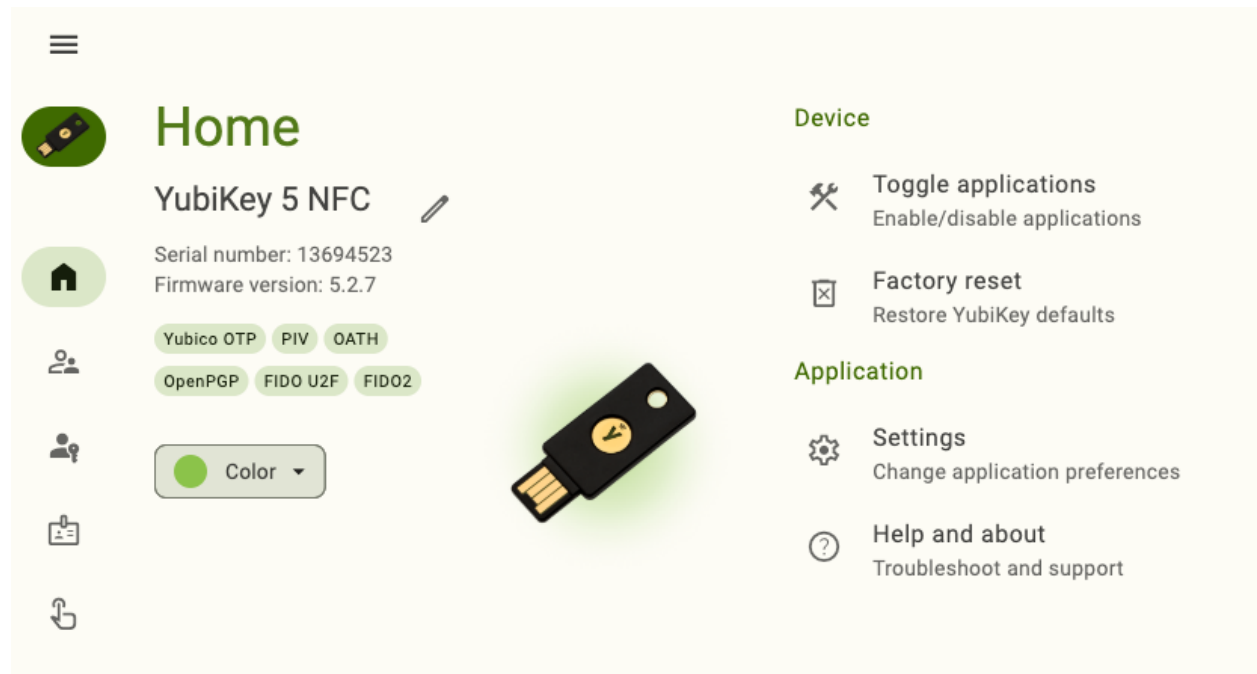 Home
YubiKey 5 NFC
Serial number: 13694523
Firmware version: 5.2.7
Yubico OTP PIV OATH
OpenPGP FIDO U2F FIDO2
Color
Device
Toggle applications
Enable/disable applications
Factory reset
Restore YubiKey defaults
Application
Settings
Change application preferences
Help and about
Troubleshoot and support